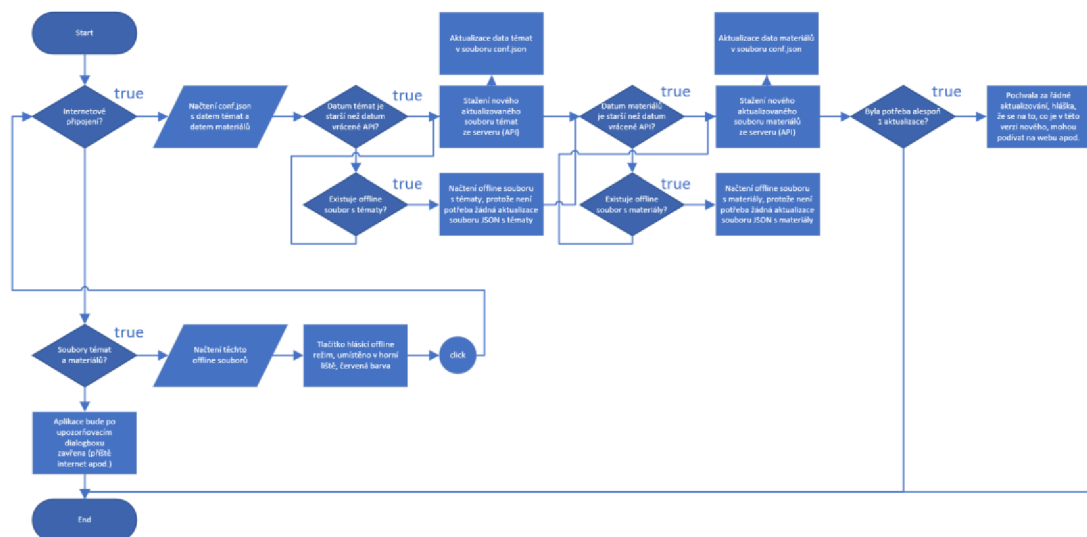 Start
Internetové
připojení?
true
Načtení conf.json
s datem témat a
datem materiálů
Datum témat je
starší než datum
vrácené API?
true
Aktualizace data témat
v souboru conf.json
Stažení nového
aktualizovaného
souboru témat
ze serveru (API)
Existuje offline
soubor s tématy?
true
Načtení offline souboru
s tématy, protože není
potřeba žádná aktualizace
souboru JSON s tématy
Datum materiálů
je starší než datum
vrácené API?
true
Aktualizace data materiálů
v souboru conf.json
Stažení nového
aktualizovaného
souboru materiálů
ze serveru (API)
Existuje offline
soubor s materiály?
true
Načtení offline souboru
s materiály, protože není
potřeba žádná aktualizace
souboru JSON s materiály
Byla potřeba alespoň
1 aktualizace?
true
Pochvala za řádné
aktualizování, hláška,
že se na to, co je v této
verzi nového, mohou
podívat na webu apod.
Soubory témat
a materiálů?
true
Načtení těchto
offline souborů
Tlačítko hlásící offline
režim, umístěno v horní
liště, červená barva
click
Aplikace bude po
upozorňovacím
dialogboxu
zavřena (příště
internet apod.)
End